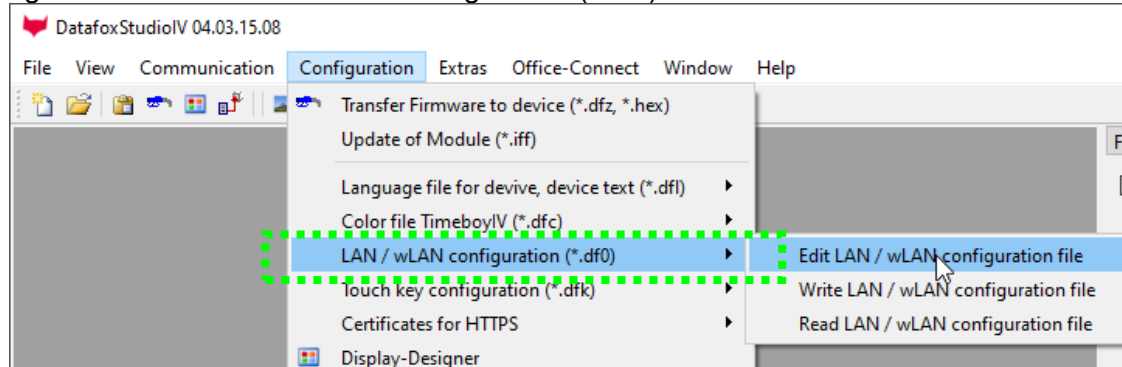 DatafoxStudioIV 04.03.15.08
File View Communication Configuration Extras Office-Connect Window Help
Transfer Firmware to device (*.dfz, *.hex)
Update of Module (*.iff)
Language file for devive, device text (*.dfl)
Color file TimeboyIV (*.dfc)
LAN / wLAN configuration (*.df0)
Edit LAN / wLAN configuration file
Touch key configuration (*.dfk)
Write LAN / wLAN configuration file
Certificates for HTTPS
Read LAN / wLAN configuration file
Display-Designer